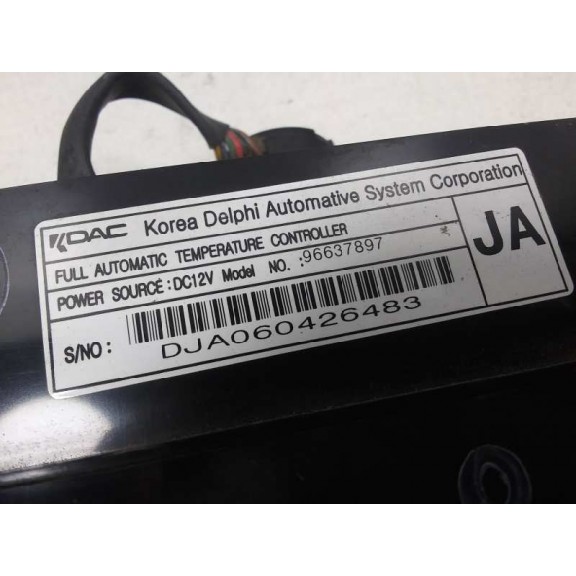 KDAC Korea Delphi Automative System Corporation
FULL AUTOMATIC TEMPERATURE CONTROLLER
POWER SOURCE : DC12V Model NO. : 96637897
JA
S/NO : DJA060426483